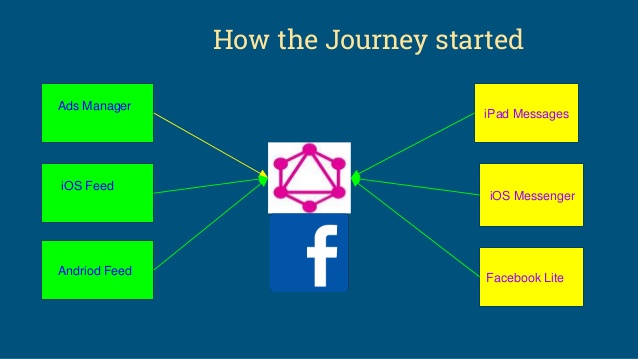 How the Journey started
Ads Manager
iOS Feed
Andriod Feed
iPad Messages
iOS Messenger
Facebook Lite
f